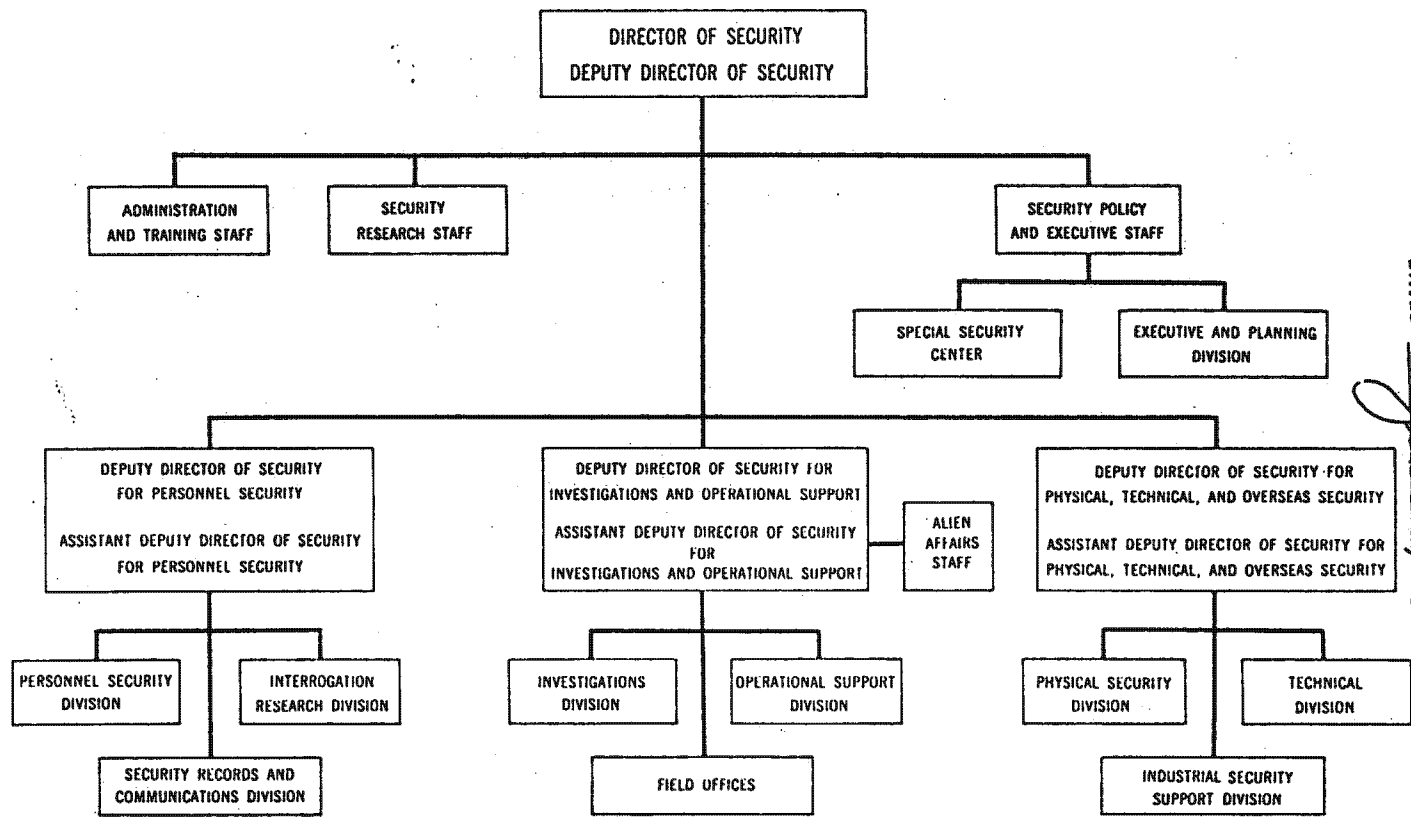 DIRECTOR OF SECURITY
DEPUTY DIRECTOR OF SECURITY
ADMINISTRATION
AND TRAINING STAFF
SECURITY
RESEARCH STAFF
SECURITY POLICY
AND EXECUTIVE STAFF
SPECIAL SECURITY
CENTER
EXECUTIVE AND PLANNING
DIVISION
DEPUTY DIRECTOR OF SECURITY
FOR PERSONNEL SECURITY
ASSISTANT DEPUTY DIRECTOR OF SECURITY
FOR PERSONNEL SECURITY
DEPUTY DIRECTOR OF SECURITY FOR
INVESTIGATIONS AND OPERATIONAL SUPPORT
ASSISTANT DEPUTY DIRECTOR OF SECURITY
FOR
INVESTIGATIONS AND OPERATIONAL SUPPORT
ALIEN
AFFAIRS
STAFF
DEPUTY DIRECTOR OF SECURITY FOR
PHYSICAL, TECHNICAL, AND OVERSEAS SECURITY
ASSISTANT DEPUTY DIRECTOR OF SECURITY FOR
PHYSICAL, TECHNICAL, AND OVERSEAS SECURITY
PERSONNEL SECURITY
DIVISION
INTERROGATION
RESEARCH DIVISION
SECURITY RECORDS AND
COMMUNICATIONS DIVISION
INVESTIGATIONS
DIVISION
OPERATIONAL SUPPORT
DIVISION
FIELD OFFICES
PHYSICAL SECURITY
DIVISION
TECHNICAL
DIVISION
INDUSTRIAL SECURITY
SUPPORT DIVISION